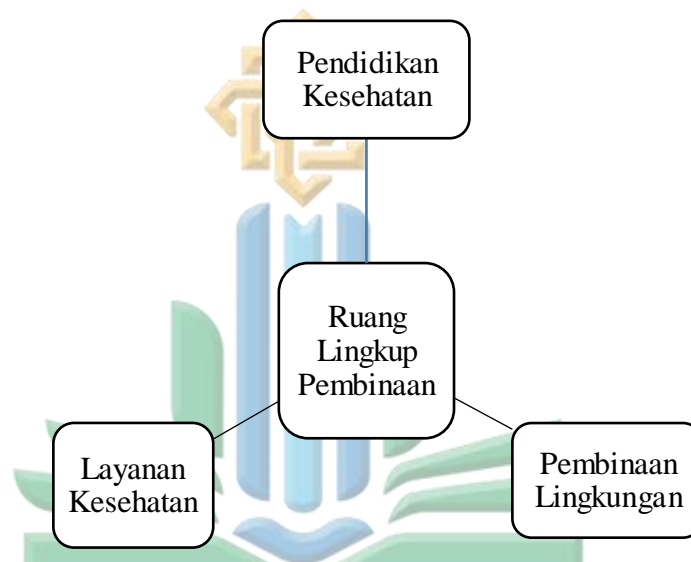 Pendidikan
Kesehatan
Ruang
Lingkup
Pembinaan
Layanan
Kesehatan
Pembinaan
Lingkungan